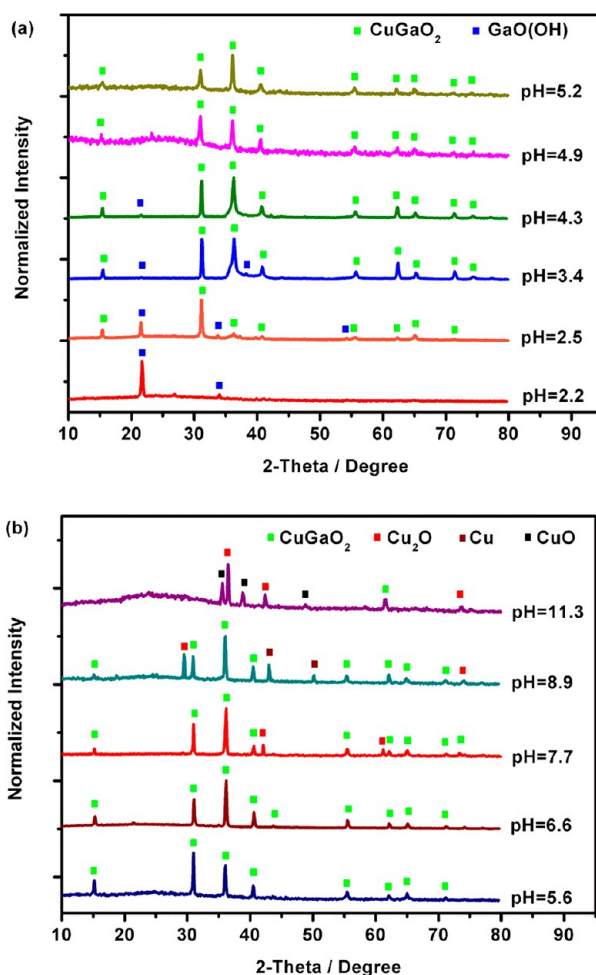 (a)
CuGaO2 GaO(OH)
pH=5.2
pH=4.9
pH=4.3
pH=3.4
pH=2.5
pH=2.2
Normalized Intensity
10 20 30 40 50 60 70 80 90
2-Theta / Degree
(b)
CuGaO2 Cu2O Cu CuO
pH=11.3
pH=8.9
pH=7.7
pH=6.6
pH=5.6
Normalized Intensity
10 20 30 40 50 60 70 80 90
2-Theta / Degree